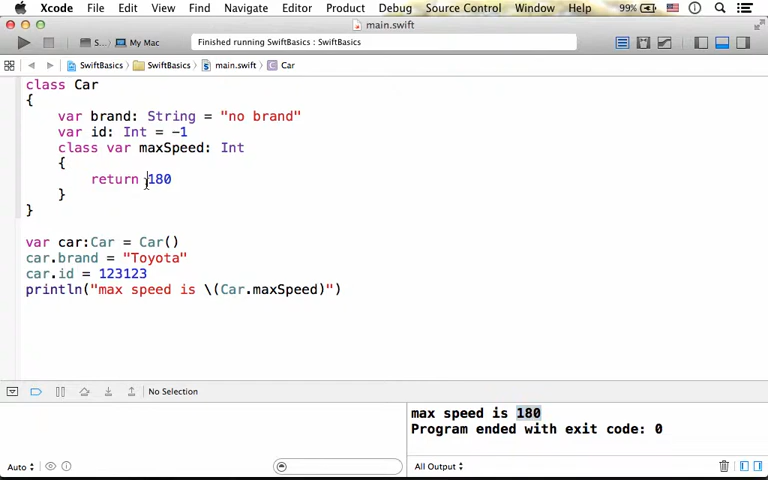 Xcode File Edit View Find Navigate Editor Product Debug Source Control Window Help 99%
main.swift
S... My Mac Finished running SwiftBasics : SwiftBasics
SwiftBasics SwiftBasics main.swift C Car
class Car
{
var brand: String = "no brand"
var id: Int = -1
class var maxSpeed: Int
{
return 180
}
}
var car:Car = Car()
car.brand = "Toyota"
car.id = 123123
println("max speed is \(Car.maxSpeed)")
No Selection
max speed is 180
Program ended with exit code: 0
Auto
All Output